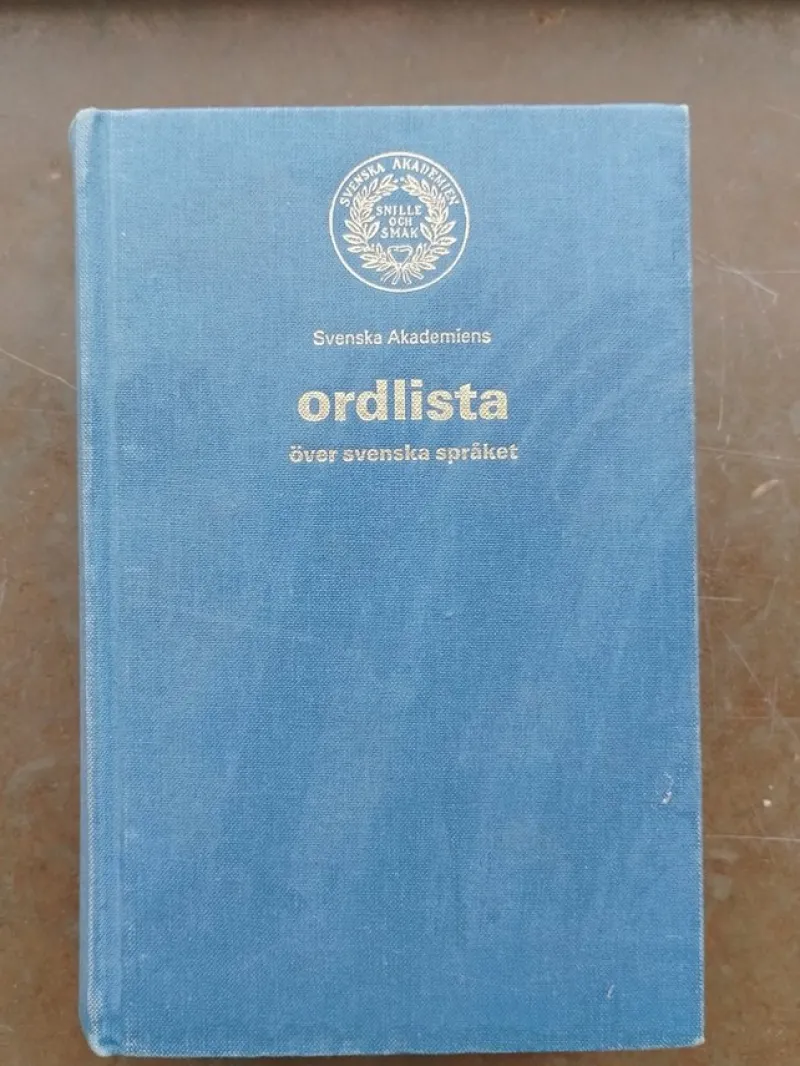 SVENSKA AKADEMIEN
SNILLE
OCH
SMAK
Svenska Akademiens
ordlista
över svenska språket